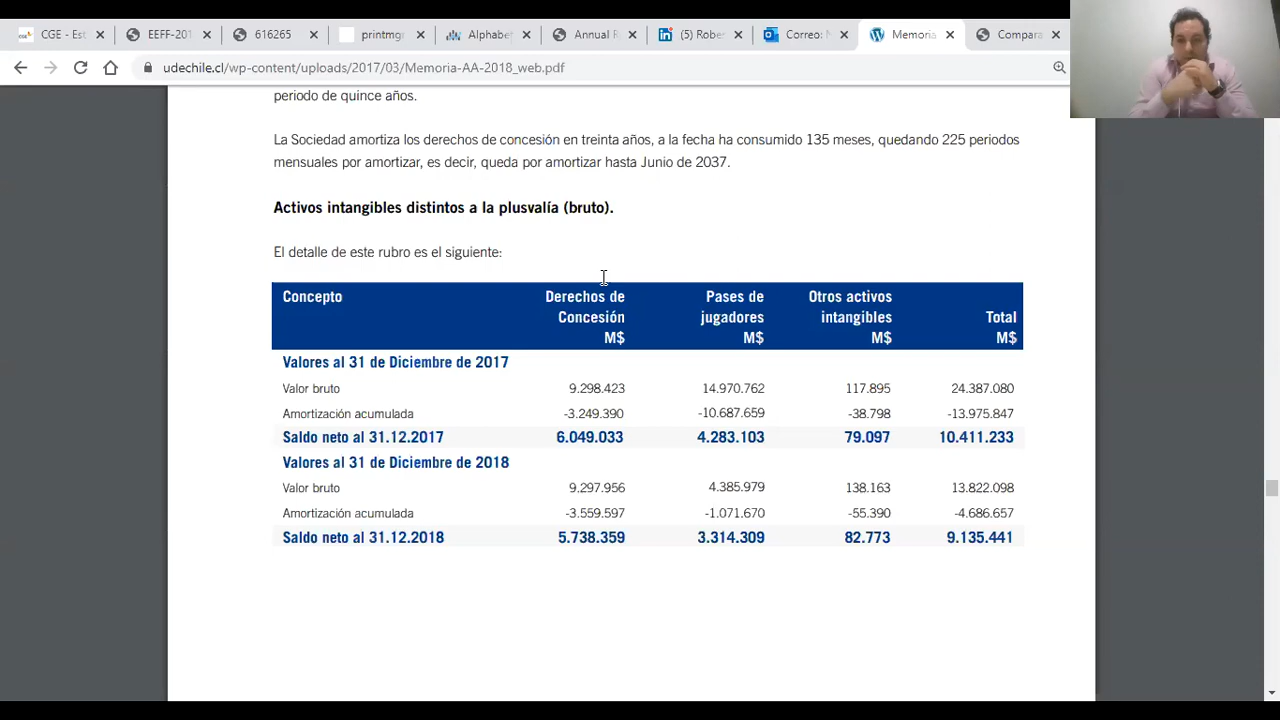 CGE - Est
EEFF-201
616265
printmgr
Alphabet
Annual R
(5) Rober
Correo: N
Memoria
Compara
udechile.cl/wp-content/uploads/2017/03/Memoria-AA-2018_web.pdf
periodo de quince años.
La Sociedad amortiza los derechos de concesión en treinta años, a la fecha ha consumido 135 meses, quedando 225 periodos
mensuales por amortizar, es decir, queda por amortizar hasta Junio de 2037.
Activos intangibles distintos a la plusvalía (bruto).
El detalle de este rubro es el siguiente:
Concepto Derechos de Concesión M$ Pases de jugadores M$ Otros activos intangibles M$ Total M$
Valores al 31 de Diciembre de 2017
Valor bruto 9.298.423 14.970.762 117.895 24.387.080
Amortización acumulada -3.249.390 -10.687.659 -38.798 -13.975.847
Saldo neto al 31.12.2017 6.049.033 4.283.103 79.097 10.411.233
Valores al 31 de Diciembre de 2018
Valor bruto 9.297.956 4.385.979 138.163 13.822.098
Amortización acumulada -3.559.597 -1.071.670 -55.390 -4.686.657
Saldo neto al 31.12.2018 5.738.359 3.314.309 82.773 9.135.441